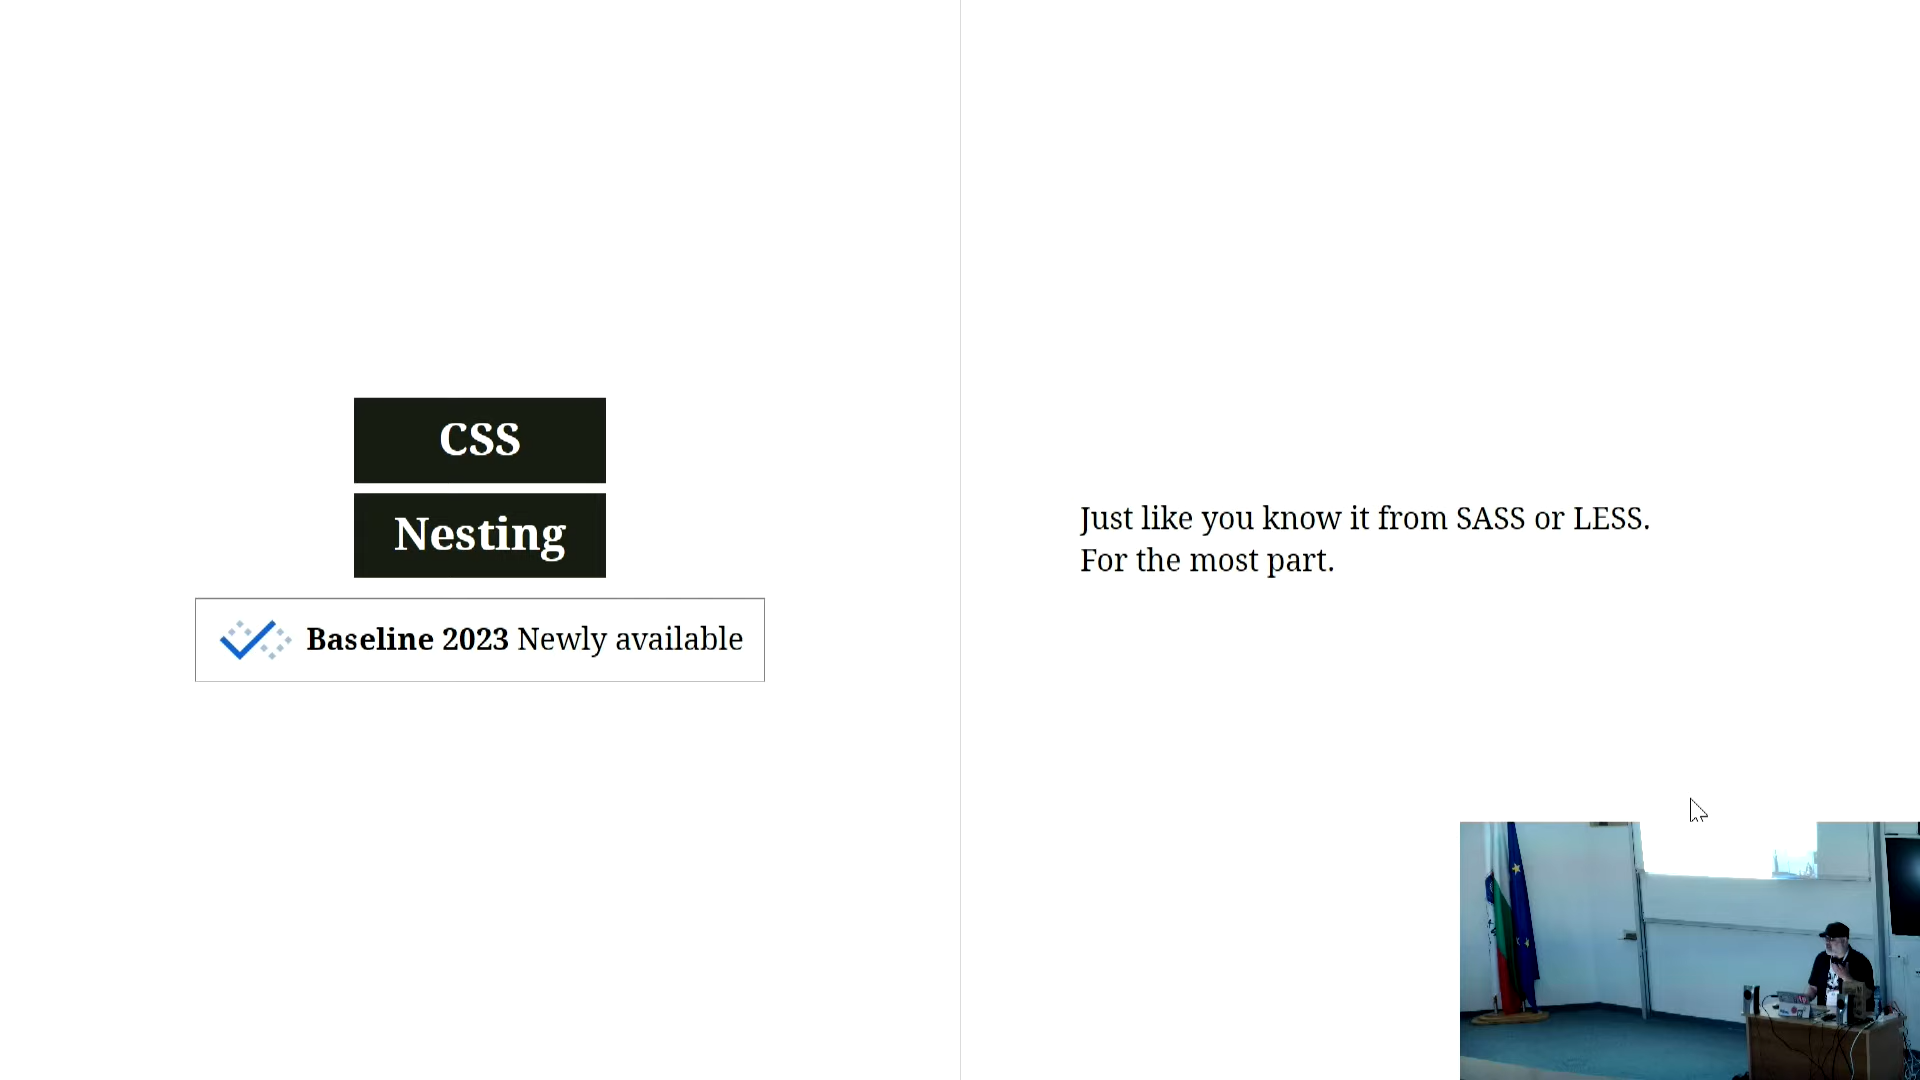 CSS
Nesting
Baseline 2023 Newly available
Just like you know it from SASS or LESS.
For the most part.